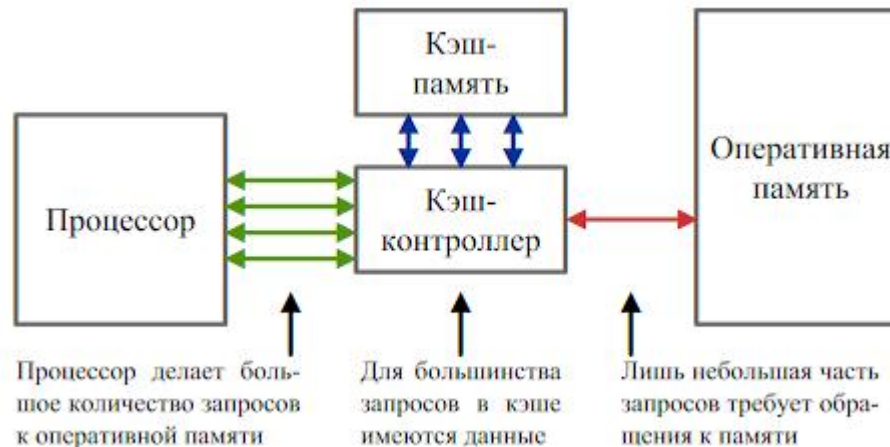 Кэш-
память
Процессор
Кэш-
контроллер
Оперативная
память
Процессор делает боль-
шое количество запросов
к оперативной памяти
Для большинства
запросов в кэше
имеются данные
Лишь небольшая часть
запросов требует обра-
щения к памяти